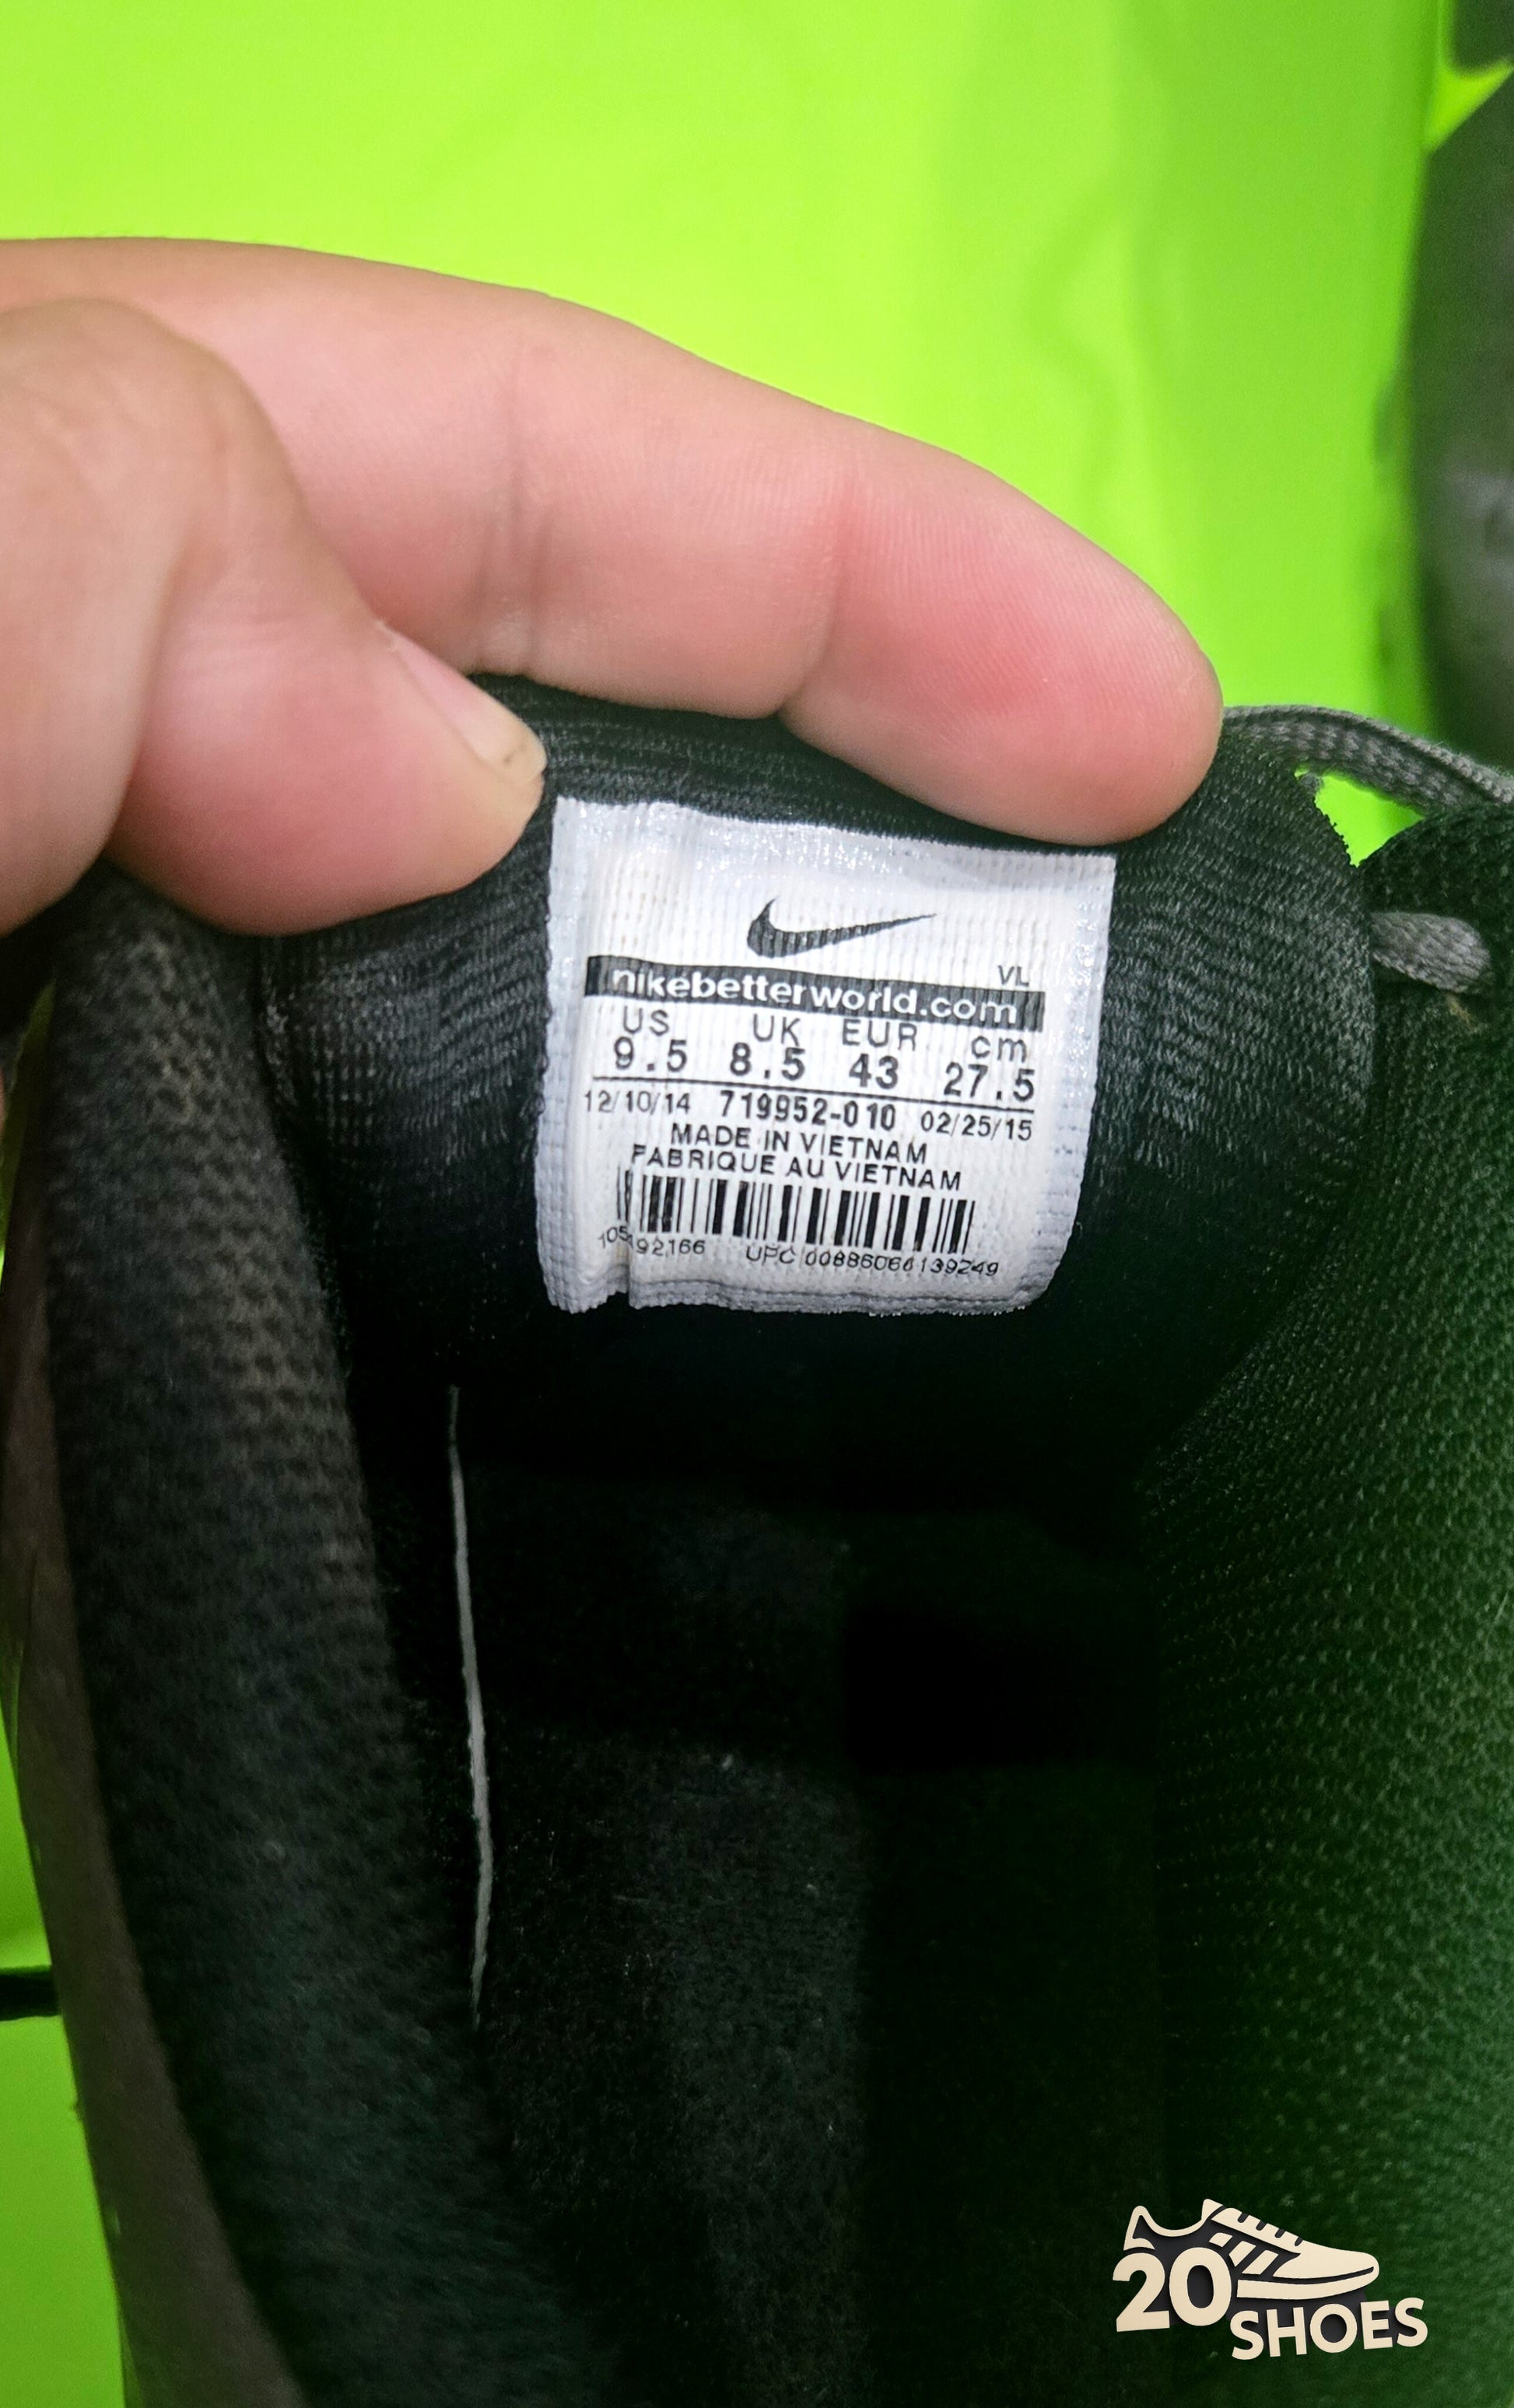 VL
nikebetterworld.com
US UK EUR cm
9.5 8.5 43 27.5
12/10/14 719952-010 02/25/15
MADE IN VIETNAM
FABRIQUE AU VIETNAM
UPC 00886066139249
20
SHOES